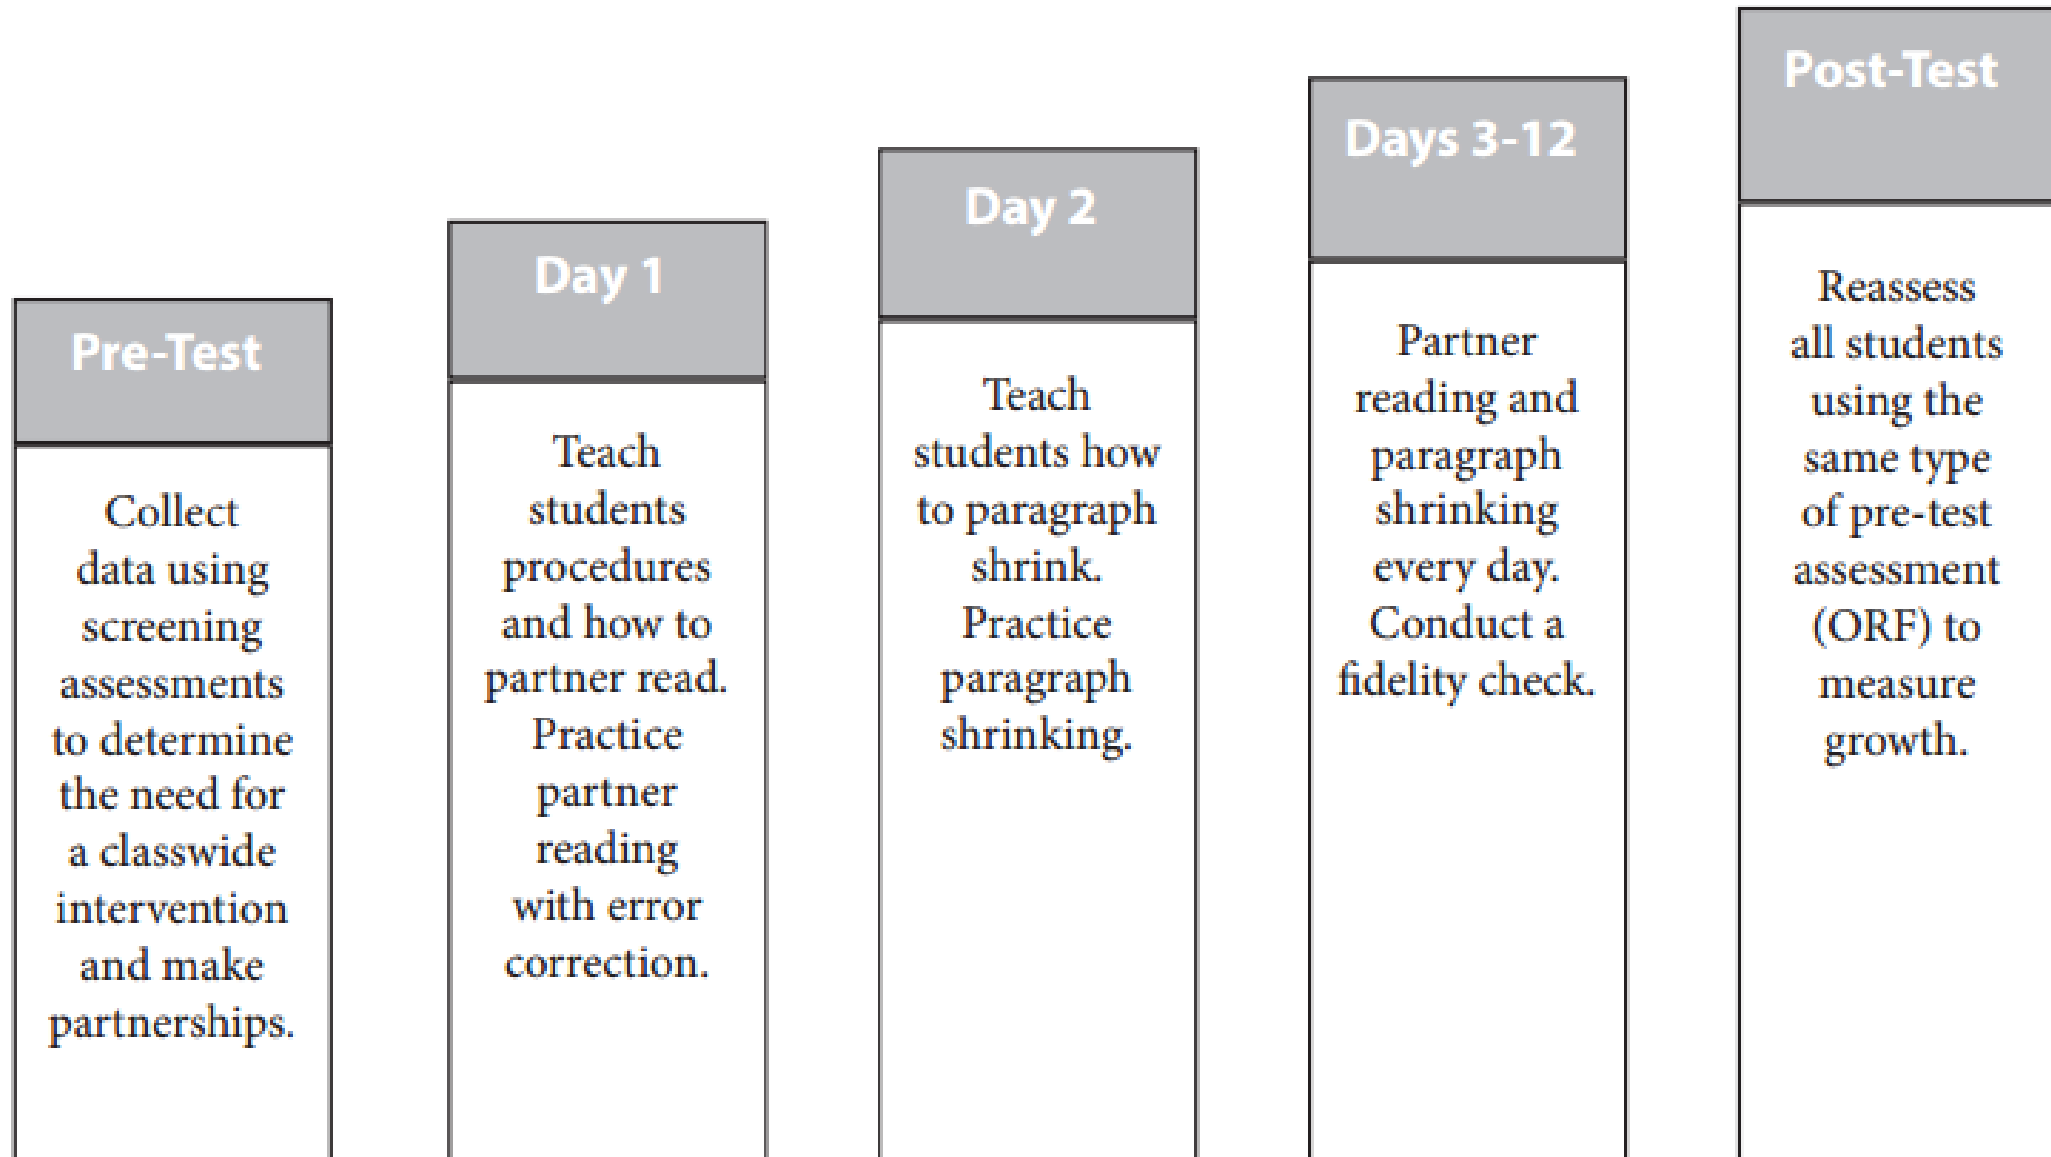 Pre-Test
Collect
data using
screening
assessments
to determine
the need for
a classwide
intervention
and make
partnerships.
Day 1
Teach
students
procedures
and how to
partner read.
Practice
partner
reading
with error
correction.
Day 2
Teach
students how
to paragraph
shrink.
Practice
paragraph
shrinking.
Days 3-12
Partner
reading and
paragraph
shrinking
every day.
Conduct a
fidelity check.
Post-Test
Reassess
all students
using the
same type
of pre-test
assessment
(ORF) to
measure
growth.